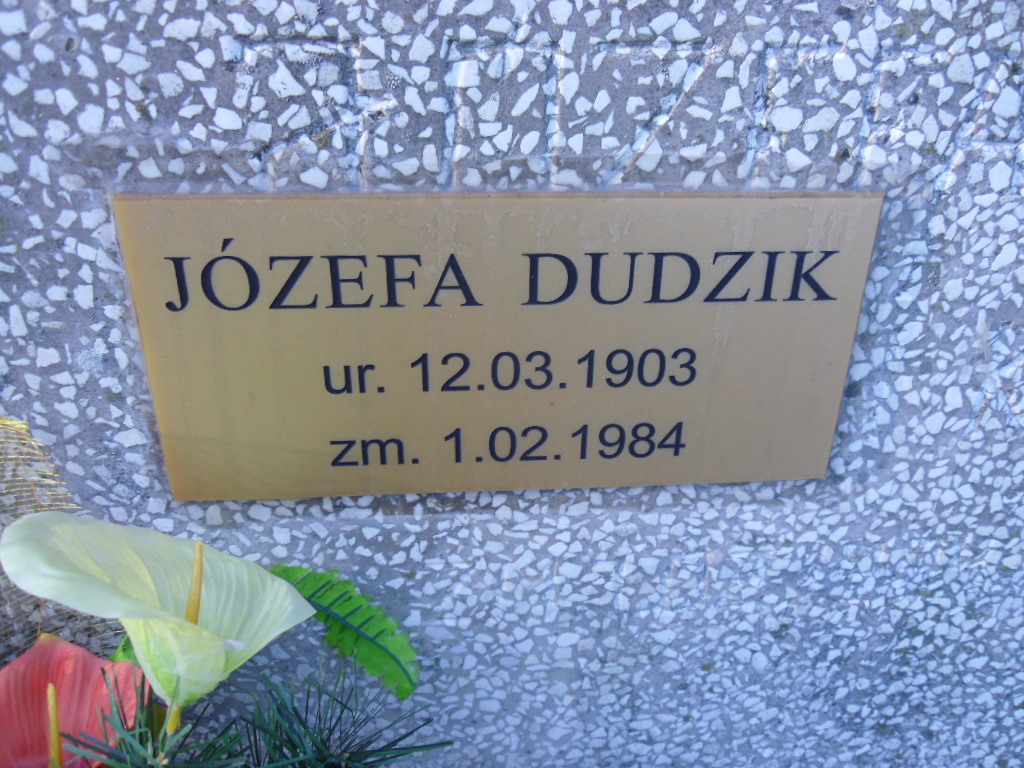 JÓZEFA DUDZIK
ur. 12.03.1903
zm. 1.02.1984